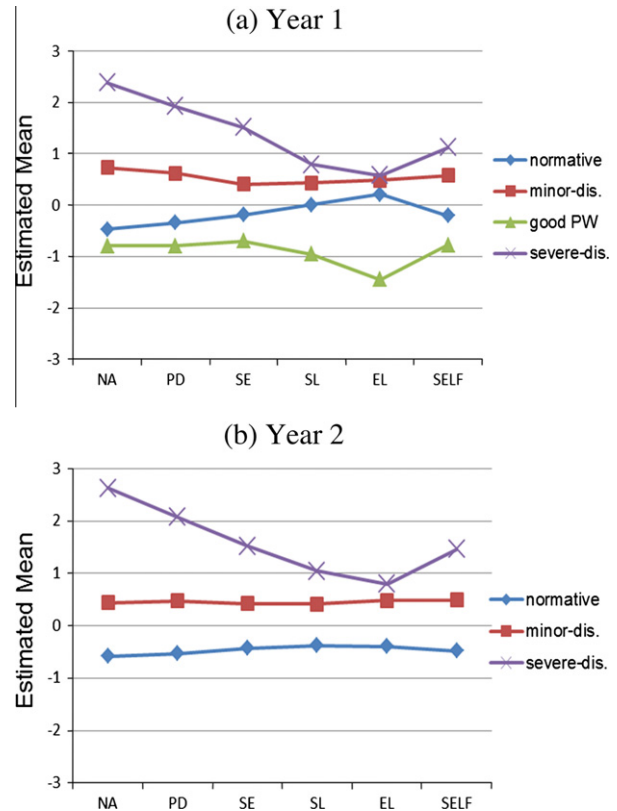 (a) Year 1
3
2
1
0
-1
-2
-3
Estimated Mean
NA PD SE SL EL SELF
normative
minor-dis.
good PW
severe-dis.
(b) Year 2
3
2
1
0
-1
-2
-3
Estimated Mean
NA PD SE SL EL SELF
normative
minor-dis.
severe-dis.